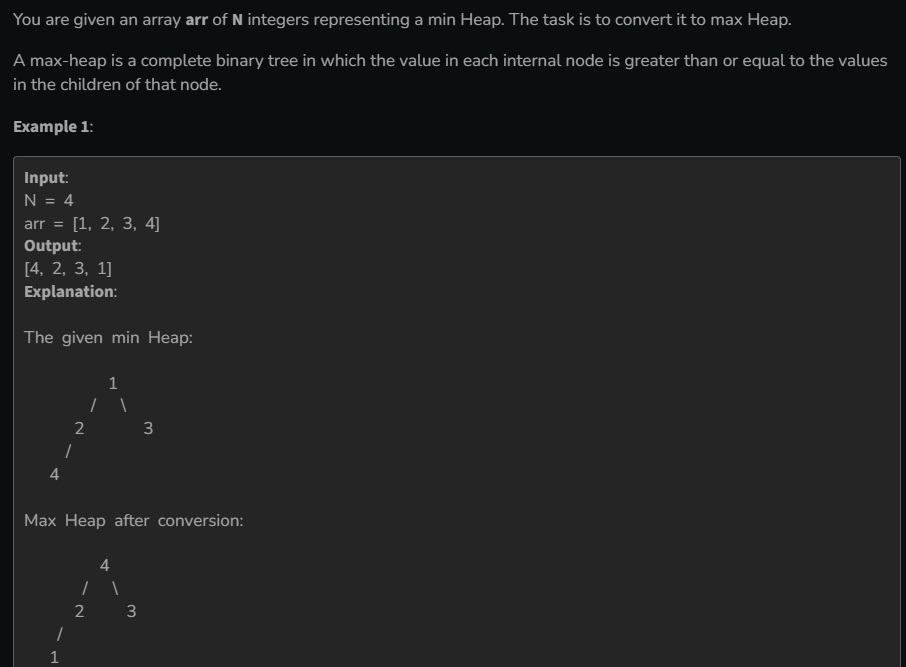 You are given an array arr of N integers representing a min Heap. The task is to convert it to max Heap.
A max-heap is a complete binary tree in which the value in each internal node is greater than or equal to the values
in the children of that node.
Example 1:
Input:
N = 4
arr = [1, 2, 3, 4]
Output:
[4, 2, 3, 1]
Explanation:
The given min Heap:
1
/ \
2 3
/
4
Max Heap after conversion:
4
/ \
2 3
/
1